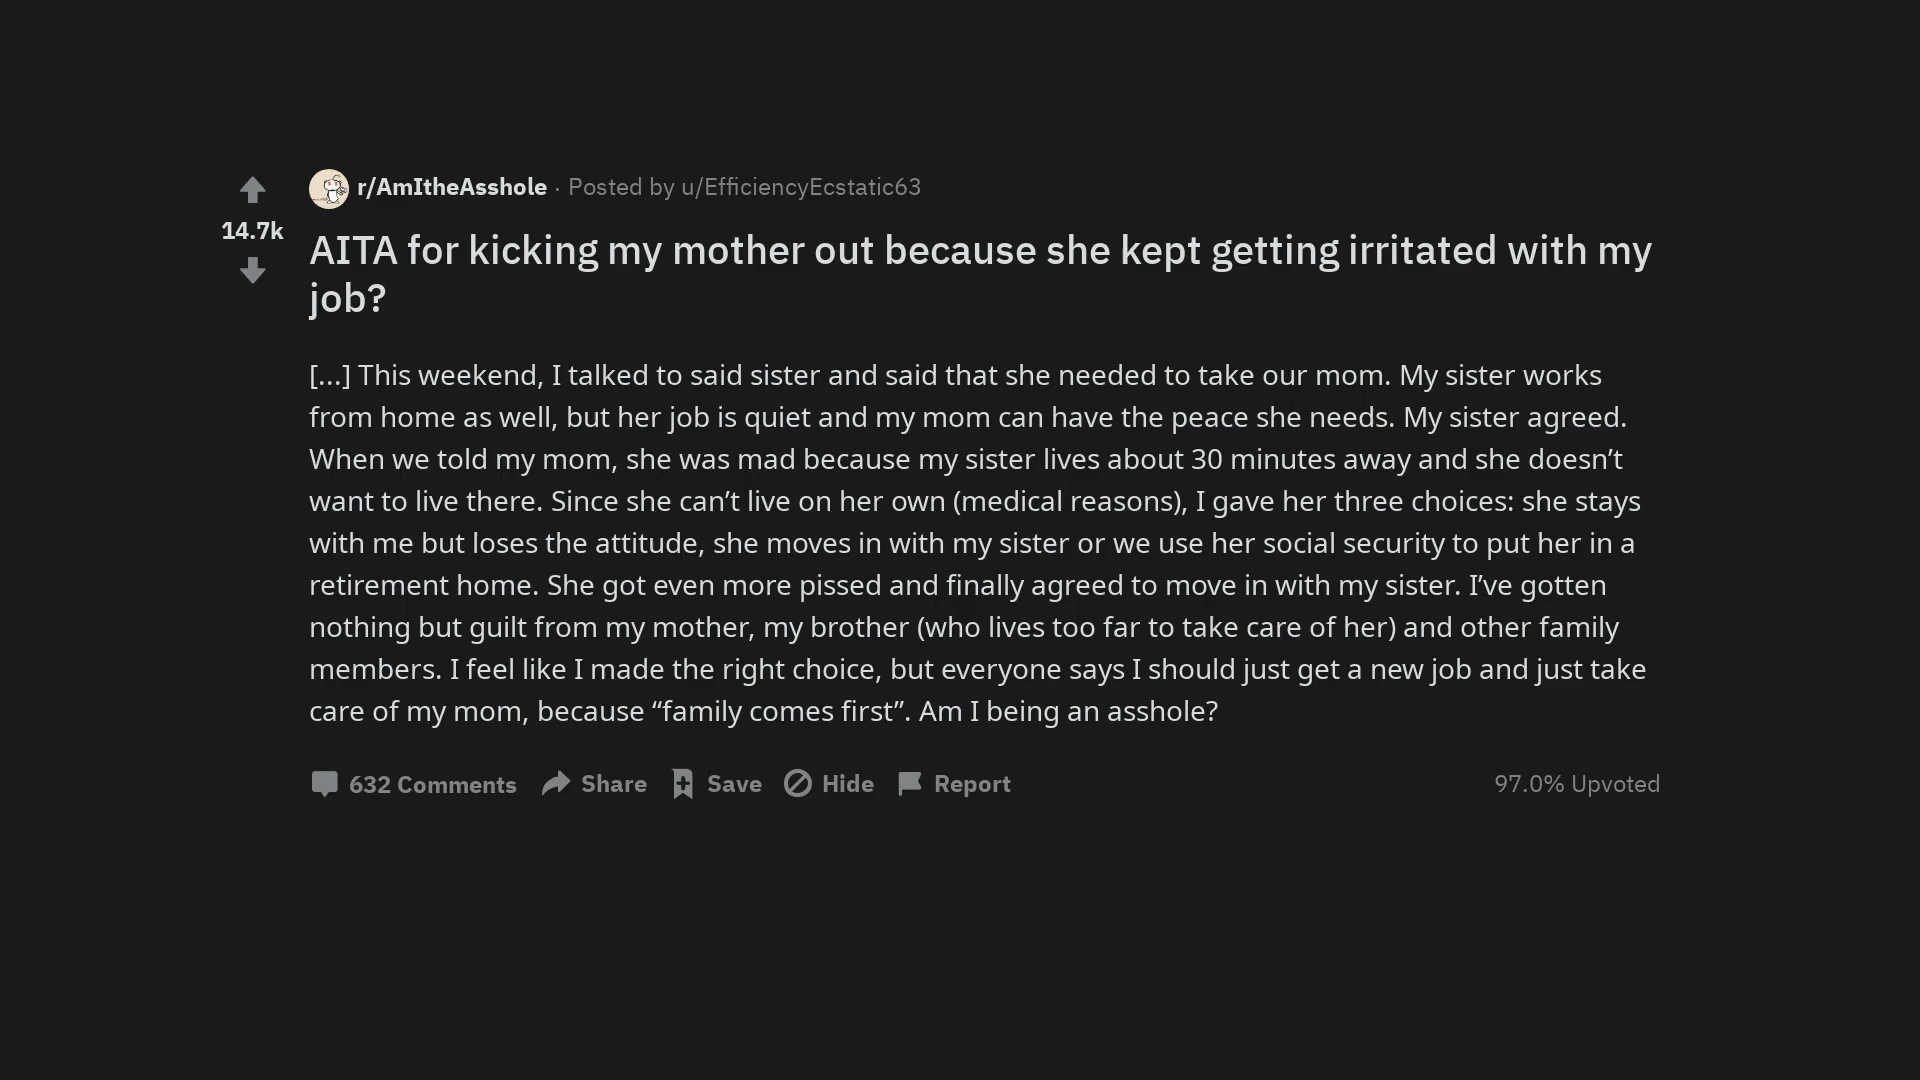 r/AmItheAsshole · Posted by u/EfficiencyEcstatic63
14.7k
AITA for kicking my mother out because she kept getting irritated with my
job?
[...] This weekend, I talked to said sister and said that she needed to take our mom. My sister works
from home as well, but her job is quiet and my mom can have the peace she needs. My sister agreed.
When we told my mom, she was mad because my sister lives about 30 minutes away and she doesn’t
want to live there. Since she can’t live on her own (medical reasons), I gave her three choices: she stays
with me but loses the attitude, she moves in with my sister or we use her social security to put her in a
retirement home. She got even more pissed and finally agreed to move in with my sister. I’ve gotten
nothing but guilt from my mother, my brother (who lives too far to take care of her) and other family
members. I feel like I made the right choice, but everyone says I should just get a new job and just take
care of my mom, because “family comes first”. Am I being an asshole?
632 Comments Share Save Hide Report 97.0% Upvoted